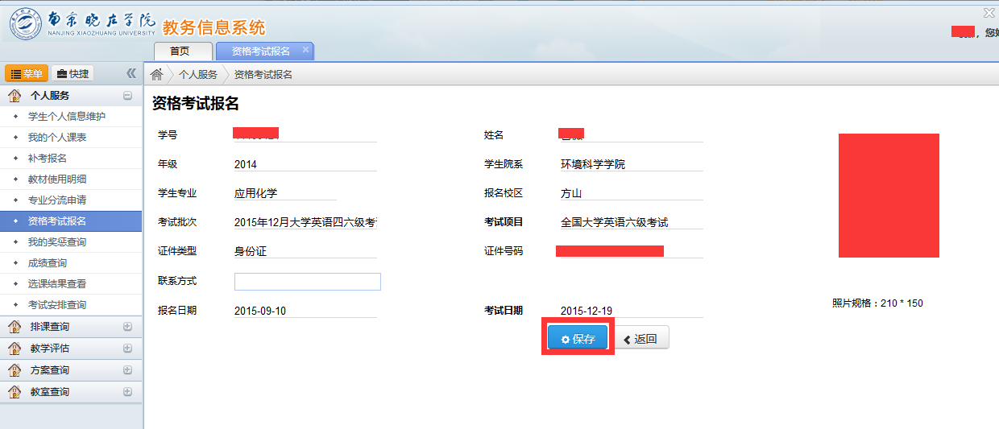 南京晓庄学院
NANJING XIAOZHUANG UNIVERSITY
教务信息系统
，您好
首页
资格考试报名
菜单
快捷
个人服务
资格考试报名
个人服务
学生个人信息维护
我的个人课表
补考报名
教材使用明细
专业分流申请
资格考试报名
我的奖惩查询
成绩查询
选课结果查看
考试安排查询
排课查询
教学评估
方案查询
教室查询
资格考试报名
学号
姓名
年级 2014 学生院系 环境科学学院
学生专业 应用化学 报名校区 方山
考试批次 2015年12月大学英语四六级考 考试项目 全国大学英语六级考试
证件类型 身份证 证件号码
联系方式
报名日期 2015-09-10 考试日期 2015-12-19
照片规格：210 * 150
保存
返回